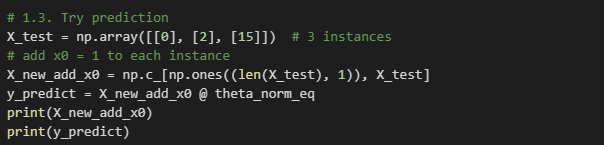 # 1.3. Try prediction
X_test = np.array([[0], [2], [15]])  # 3 instances
# add x0 = 1 to each instance
X_new_add_x0 = np.c_[np.ones((len(X_test), 1)), X_test]
y_predict = X_new_add_x0 @ theta_norm_eq
print(X_new_add_x0)
print(y_predict)